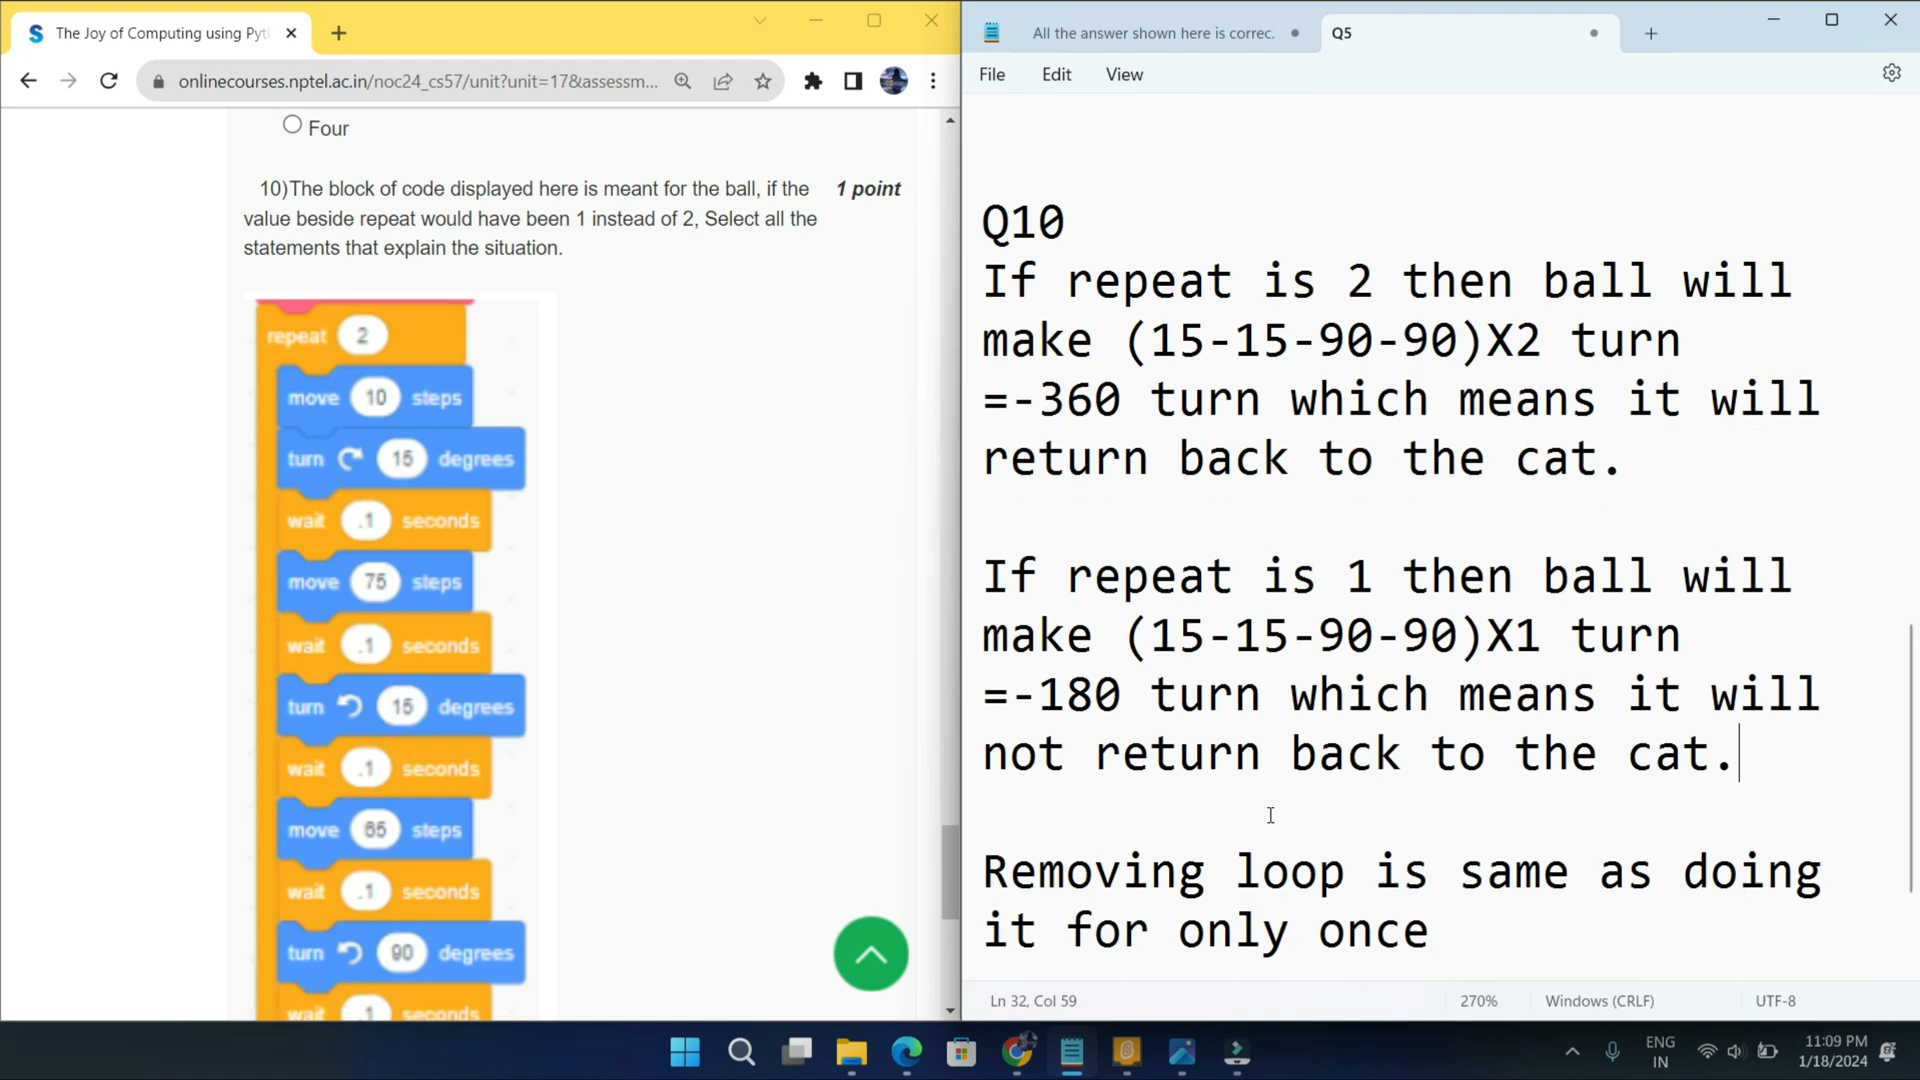 The Joy of Computing using Pyt
onlinecourses.nptel.ac.in/noc24_cs57/unit?unit=17&assessm...
Four
10)The block of code displayed here is meant for the ball, if the 1 point
value beside repeat would have been 1 instead of 2, Select all the
statements that explain the situation.
repeat 2
move 10 steps
turn 15 degrees
wait .1 seconds
move 75 steps
wait .1 seconds
turn 15 degrees
wait .1 seconds
move 65 steps
wait .1 seconds
turn 90 degrees
wait .1 seconds
All the answer shown here is correc.
Q5
File Edit View
Q10
If repeat is 2 then ball will
make (15-15-90-90)X2 turn
=-360 turn which means it will
return back to the cat.
If repeat is 1 then ball will
make (15-15-90-90)X1 turn
=-180 turn which means it will
not return back to the cat.
Removing loop is same as doing
it for only once
Ln 32, Col 59 270% Windows (CRLF) UTF-8
ENG
IN
11:09 PM
1/18/2024